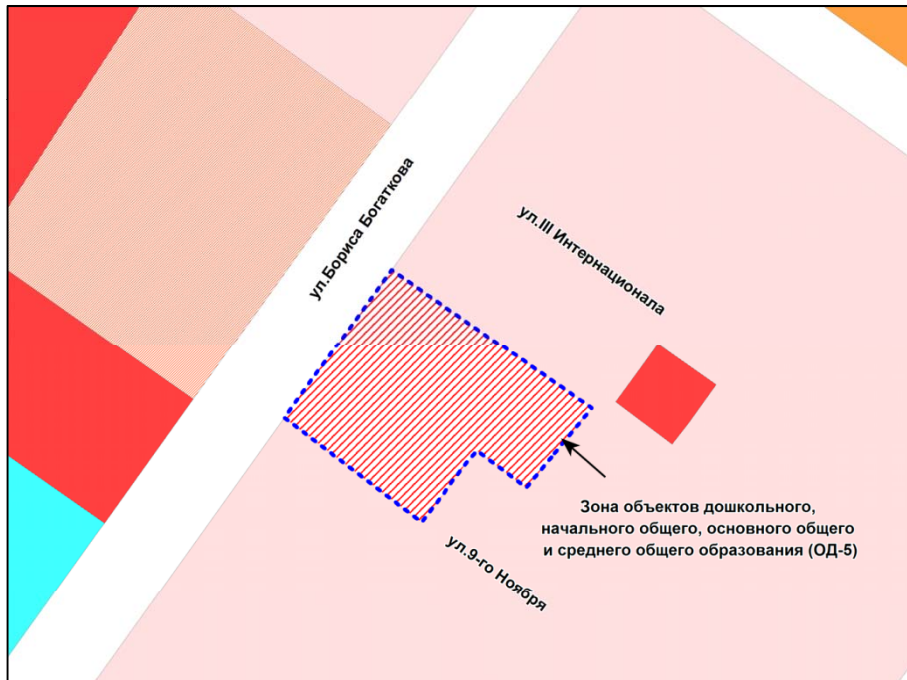 ул.Бориса Богаткова
ул.III Интернационала
Зона объектов дошкольного,
начального общего, основного общего
и среднего общего образования (ОД-5)
ул.9-го Ноября